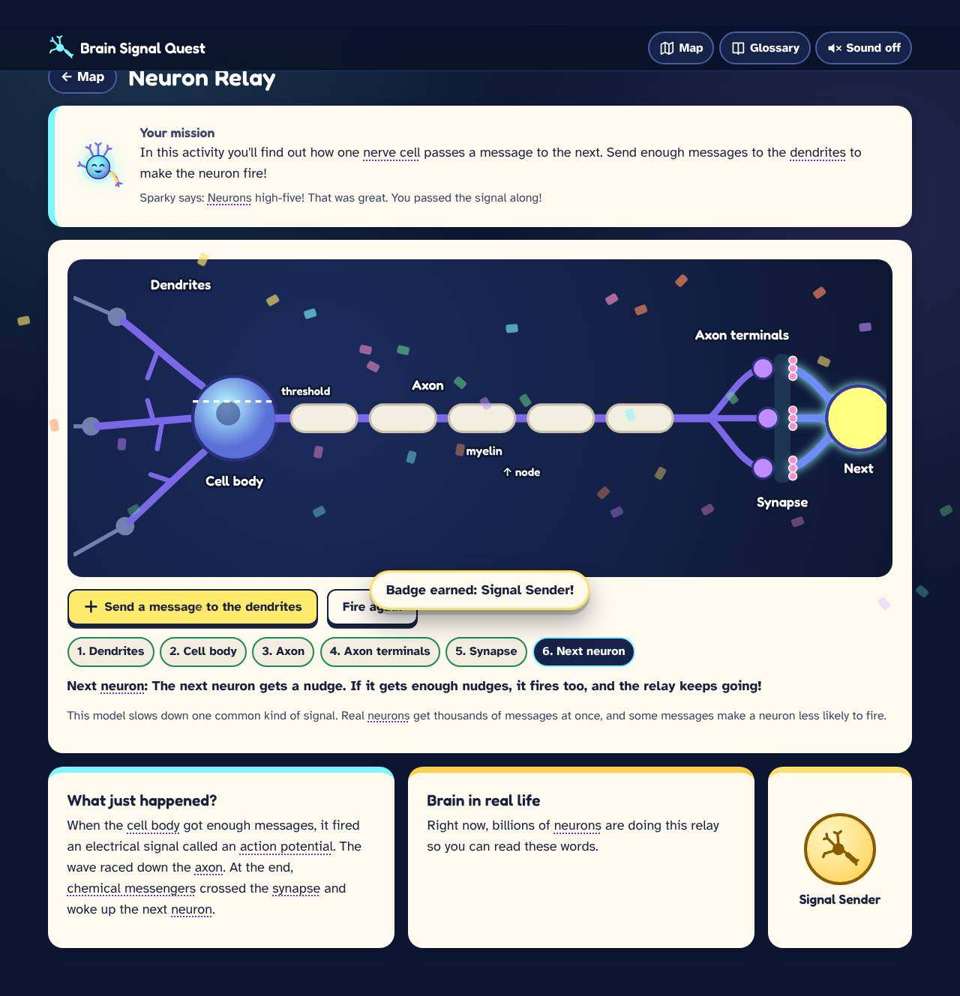 Brain Signal Quest
Map
Glossary
Sound off
← Map
Neuron Relay
Your mission
In this activity you'll find out how one nerve cell passes a message to the next. Send enough messages to the dendrites to
make the neuron fire!
Sparky says: Neurons high-five! That was great. You passed the signal along!
Dendrites
Axon terminals
threshold
Axon
myelin
↑ node
Cell body
Next
Synapse
Badge earned: Signal Sender!
+ Send a message to the dendrites
Fire again
1. Dendrites
2. Cell body
3. Axon
4. Axon terminals
5. Synapse
6. Next neuron
Next neuron: The next neuron gets a nudge. If it gets enough nudges, it fires too, and the relay keeps going!
This model slows down one common kind of signal. Real neurons get thousands of messages at once, and some messages make a neuron less likely to fire.
What just happened?
When the cell body got enough messages, it fired
an electrical signal called an action potential. The
wave raced down the axon. At the end,
chemical messengers crossed the synapse and
woke up the next neuron.
Brain in real life
Right now, billions of neurons are doing this relay
so you can read these words.
Signal Sender